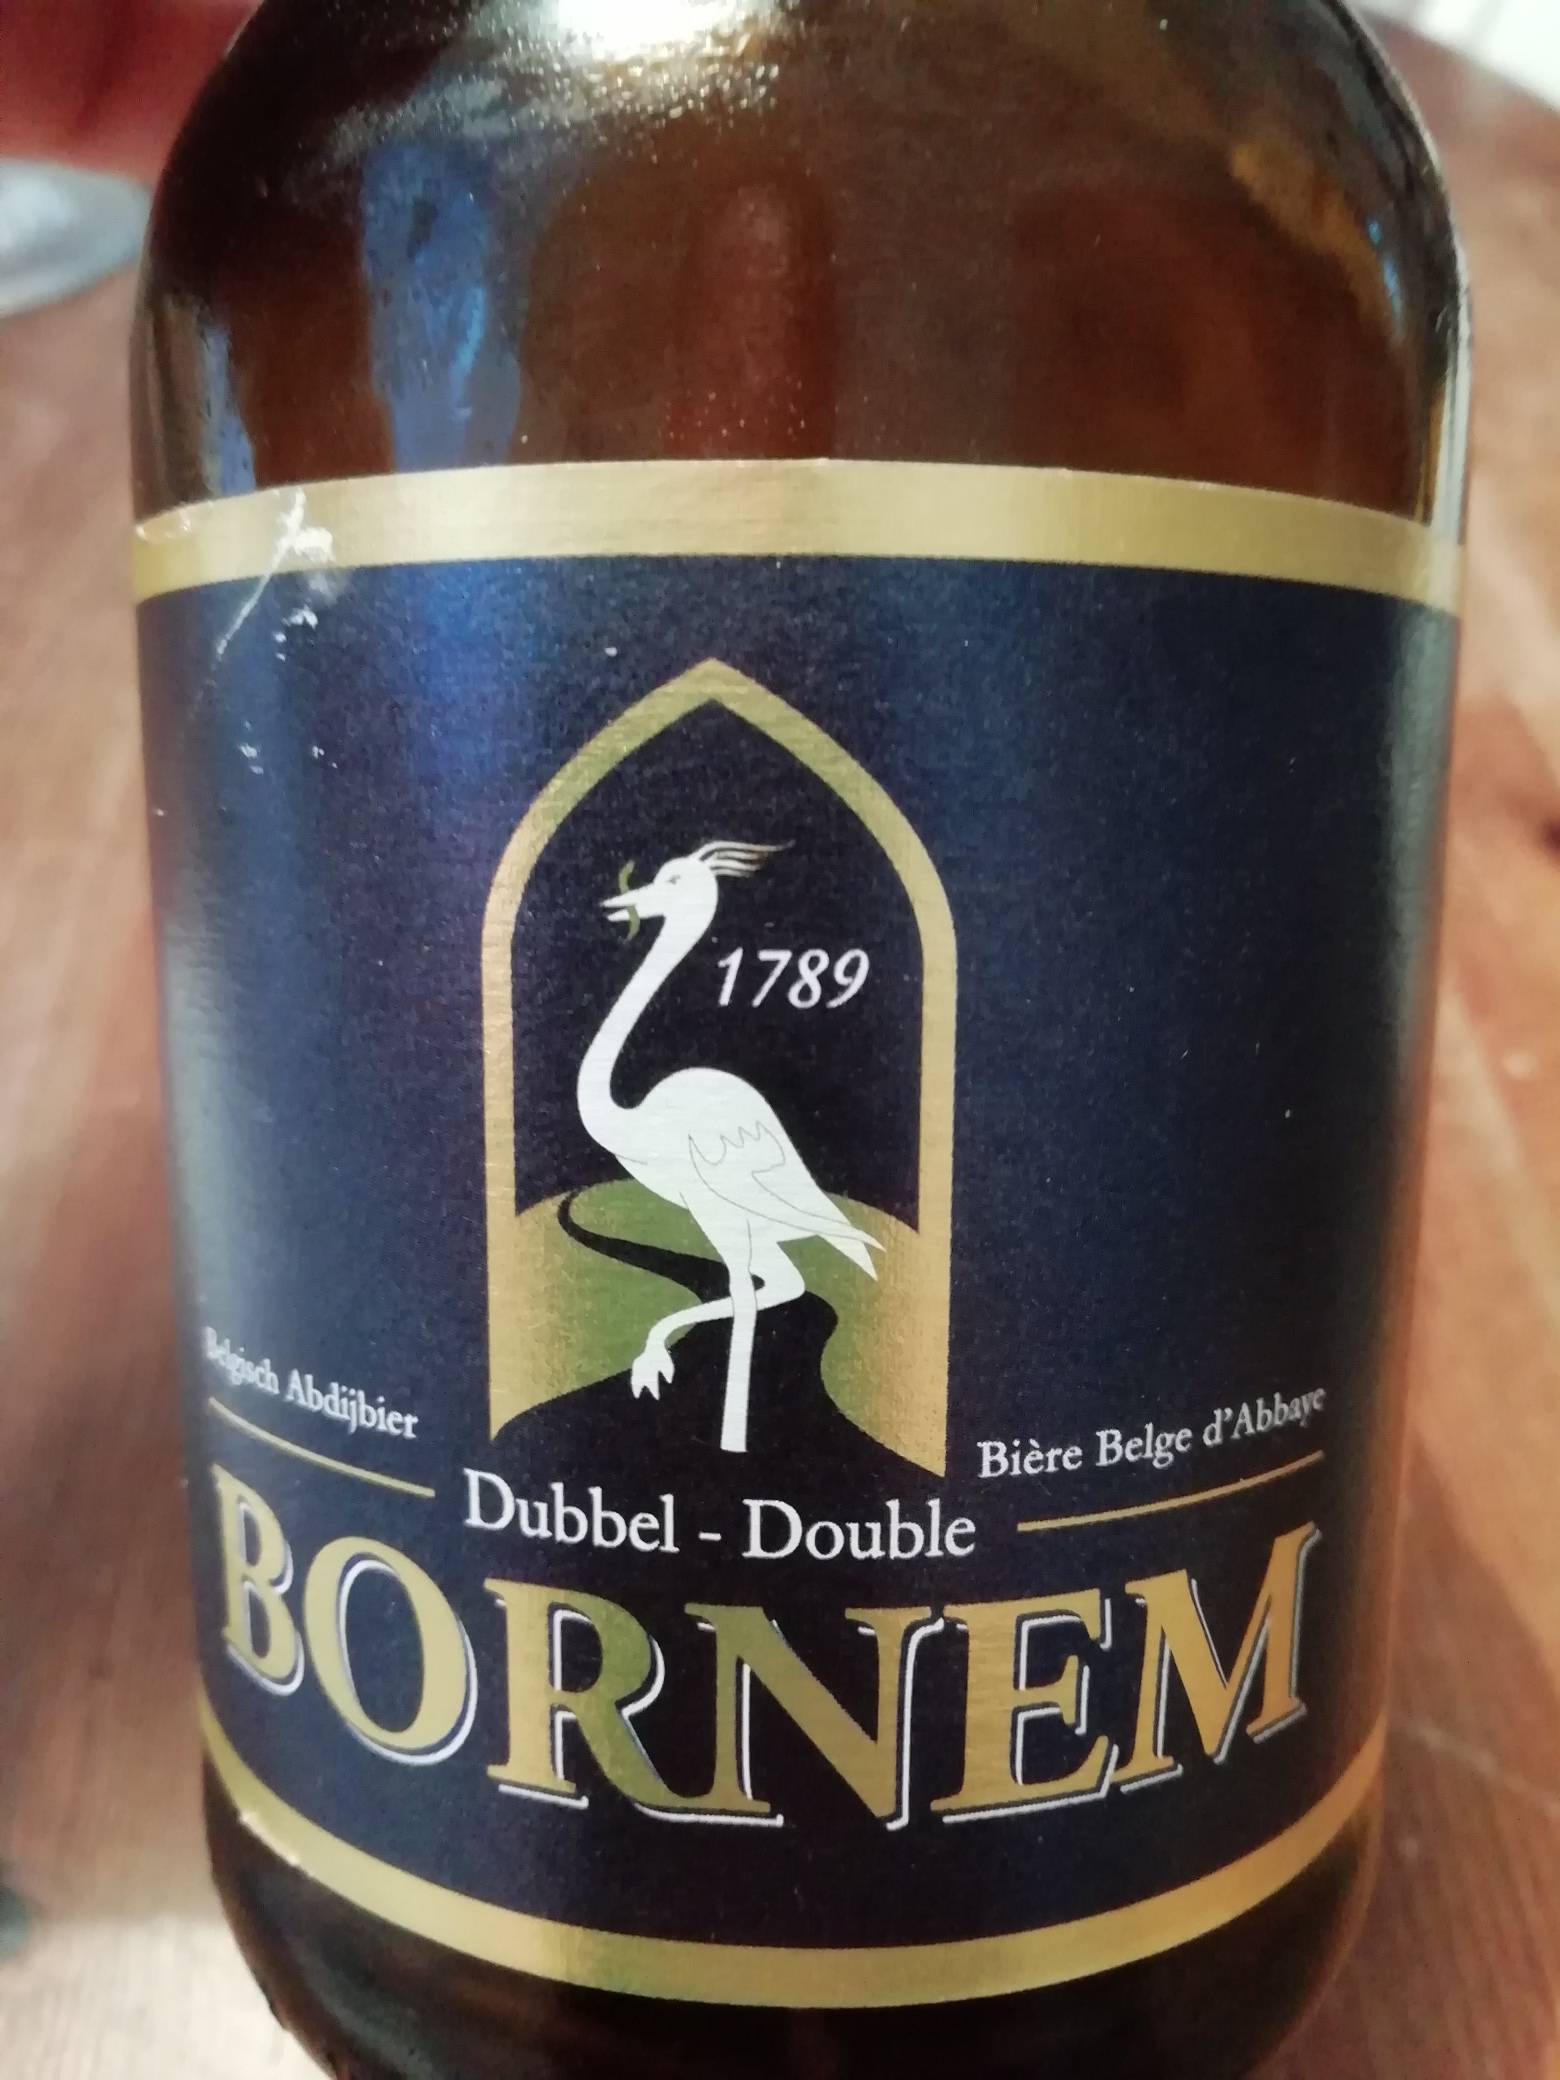 1789
Belgisch Abdijbier
Bière Belge d'Abbaye
Dubbel - Double
BORNEM